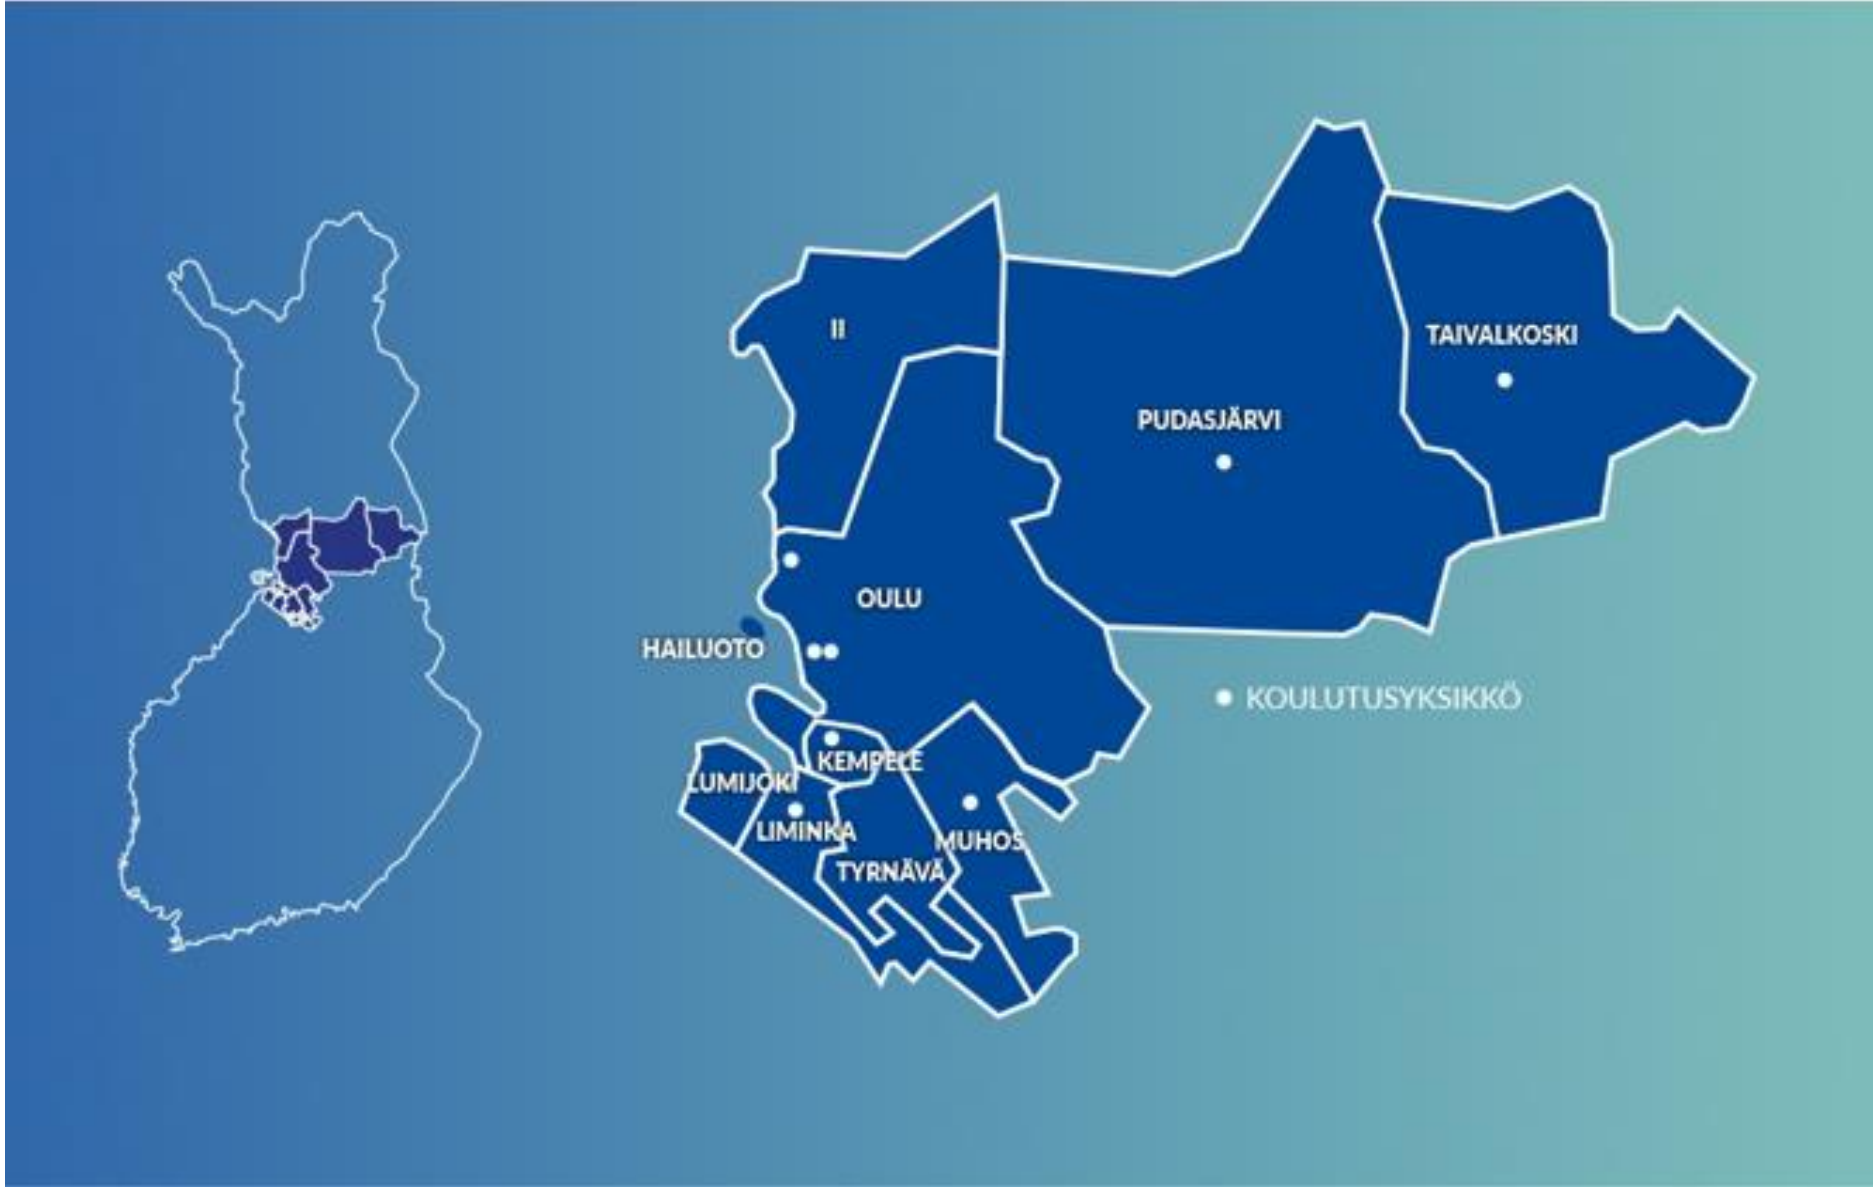 II
TAIVALKOSKI
PUDASJÄRVI
OULU
HAILUOTO
KOULUTUSYKSIKKÖ
KEMPELE
LUMIJOKI
LIMINKA
MUHOS
TYRNÄVÄ